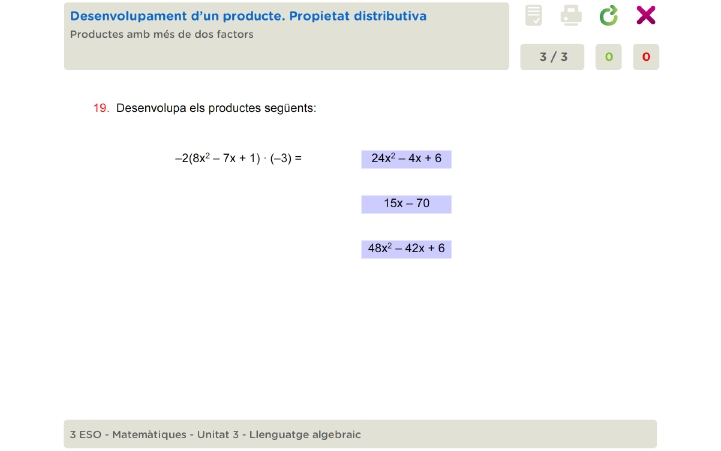 Desenvolupament d’un producte. Propietat distributiva
Productes amb més de dos factors
3 / 3 0 0
19. Desenvolupa els productes següents:
–2(8x² – 7x + 1) · (–3) = 24x² – 4x + 6
15x – 70
48x² – 42x + 6
3 ESO - Matemàtiques - Unitat 3 - Llenguatge algebraic